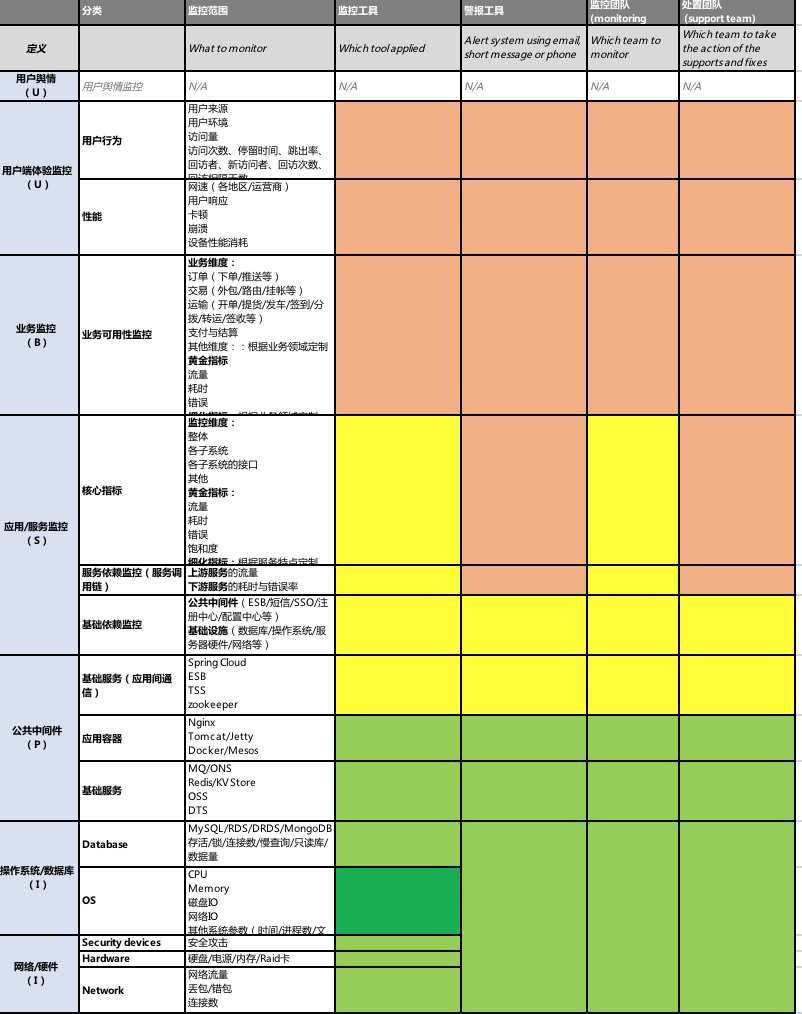 分类 监控范围 监控工具 警报工具 监控团队 处置团队
(monitoring (support team)
定义 What to monitor Which tool applied
Alert system using email,
short message or phone
Which team to
monitor
Which team to take
the action of the
supports and fixes
用户舆情
（U）
用户舆情监控 N/A N/A N/A N/A N/A
用户端体验监控
（U）
用户行为
用户来源
用户环境
访问量
访问次数、停留时间、跳出率、
回访者、新访问者、回访次数、
性能
网速（各地区/运营商）
用户响应
卡顿
崩溃
设备性能消耗
业务监控
（B）
业务可用性监控
业务维度：
订单（下单/推送等）
交易（外包/路由/挂帐等）
运输（开单/提货/发车/签到/分
拨/转运/签收等）
支付与结算
其他维度：：根据业务领域定制
黄金指标
流量
耗时
错误
细化指标：根据业务领域定制
应用/服务监控
（S）
核心指标
监控维度：
整体
各子系统
各子系统的接口
其他
黄金指标：
流量
耗时
错误
饱和度
细化指标：根据服务特点定制
服务依赖监控（服务调
用链）
上游服务的流量
下游服务的耗时与错误率
基础依赖监控
公共中间件（ESB/短信/SSO/注
册中心/配置中心等）
基础设施（数据库/操作系统/服
务器硬件/网络等）
公共中间件
（P）
基础服务（应用间通
信）
Spring Cloud
ESB
TSS
zookeeper
应用容器
Nginx
Tomcat/Jetty
Docker/Mesos
基础服务
MQ/ONS
Redis/KVStore
OSS
DTS
操作系统/数据库
（I）
Database
MySQL/RDS/DRDS/MongoDB
存活/锁/连接数/慢查询/只读库/
数据量
OS
CPU
Memory
磁盘IO
网络IO
其他系统参数（时间/进程数/文
网络/硬件
（I）
Security devices 安全攻击
Hardware 硬盘/电源/内存/Raid卡
Network
网络流量
丢包/错包
连接数